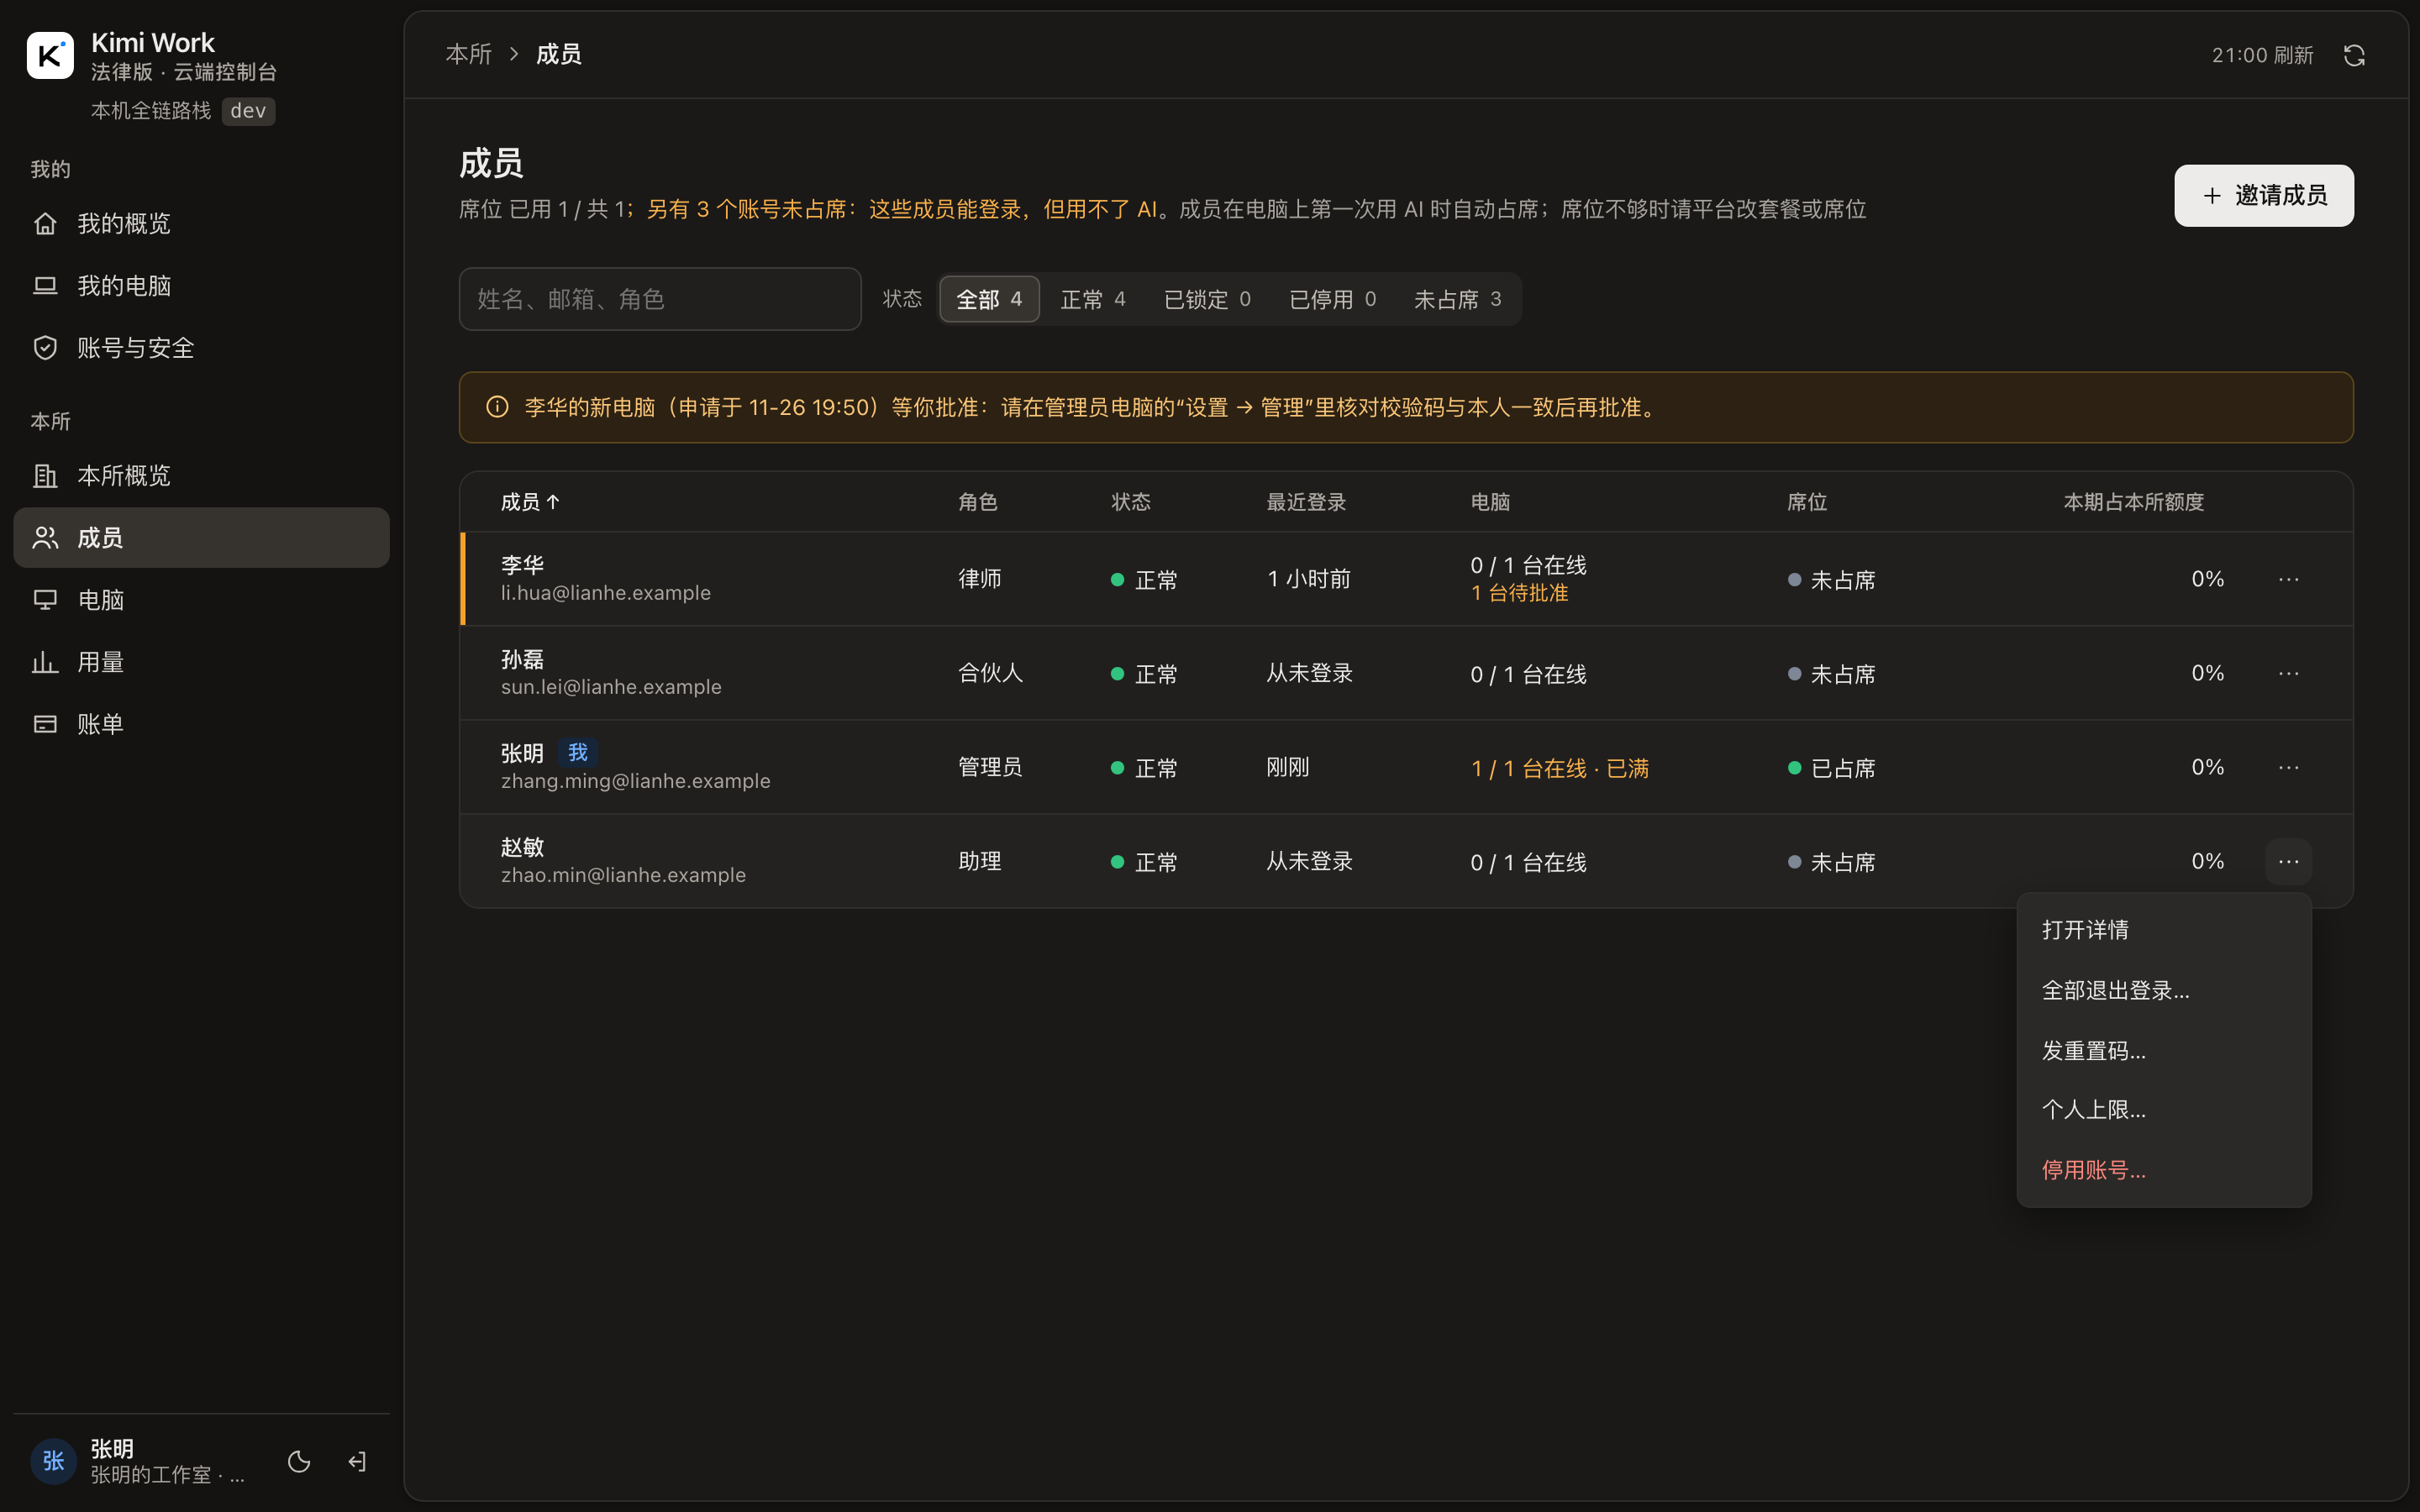 Kimi Work
法律版 · 云端控制台
本机全链路栈 dev
我的
我的概览
我的电脑
账号与安全
本所
本所概览
成员
电脑
用量
账单
张
张明
张明的工作室 · ...
本所 > 成员
21:00 刷新
成员
席位 已用 1 / 共 1；另有 3 个账号未占席：这些成员能登录，但用不了 AI。成员在电脑上第一次用 AI 时自动占席；席位不够时请平台改套餐或席位
+ 邀请成员
姓名、邮箱、角色
状态 全部 4 正常 4 已锁定 0 已停用 0 未占席 3
李华的新电脑（申请于 11-26 19:50）等你批准：请在管理员电脑的“设置 → 管理”里核对校验码与本人一致后再批准。
成员 ↑ 角色 状态 最近登录 电脑 席位 本期占本所额度
李华 律师 正常 1 小时前 0 / 1 台在线 未占席 0% ···
li.hua@lianhe.example 1 台待批准
孙磊 合伙人 正常 从未登录 0 / 1 台在线 未占席 0% ···
sun.lei@lianhe.example
张明 我 管理员 正常 刚刚 1 / 1 台在线 · 已满 已占席 0% ···
zhang.ming@lianhe.example
赵敏 助理 正常 从未登录 0 / 1 台在线 未占席 0% ···
zhao.min@lianhe.example
打开详情
全部退出登录...
发重置码...
个人上限...
停用账号...